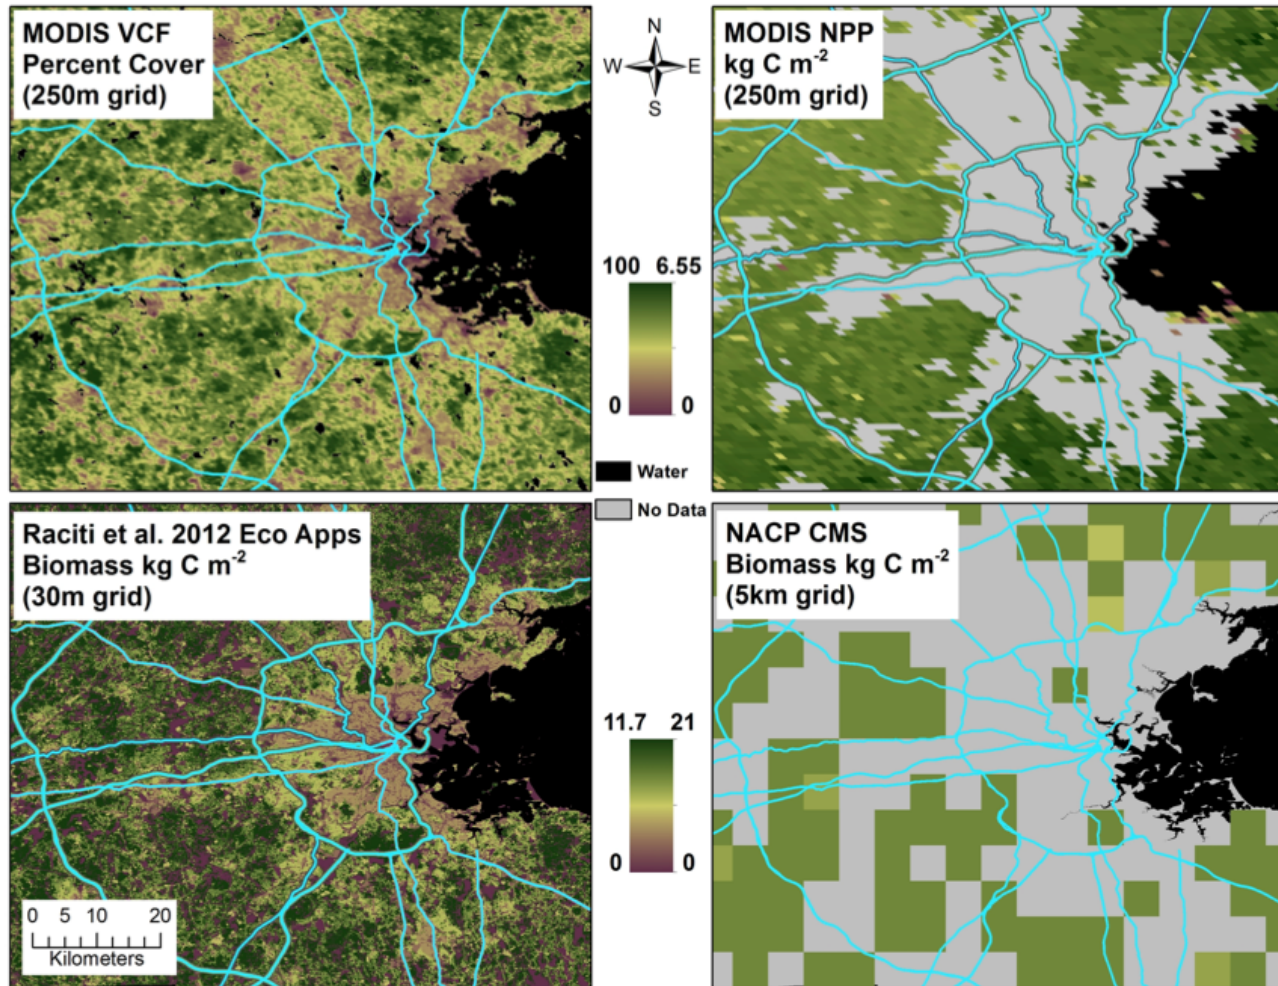 MODIS VCF
Percent Cover
(250m grid)
N
W E
S
MODIS NPP
kg C m⁻²
(250m grid)
100 6.55
0 0
Water
No Data
Raciti et al. 2012 Eco Apps
Biomass kg C m⁻²
(30m grid)
0 5 10 20
Kilometers
11.7 21
0 0
NACP CMS
Biomass kg C m⁻²
(5km grid)